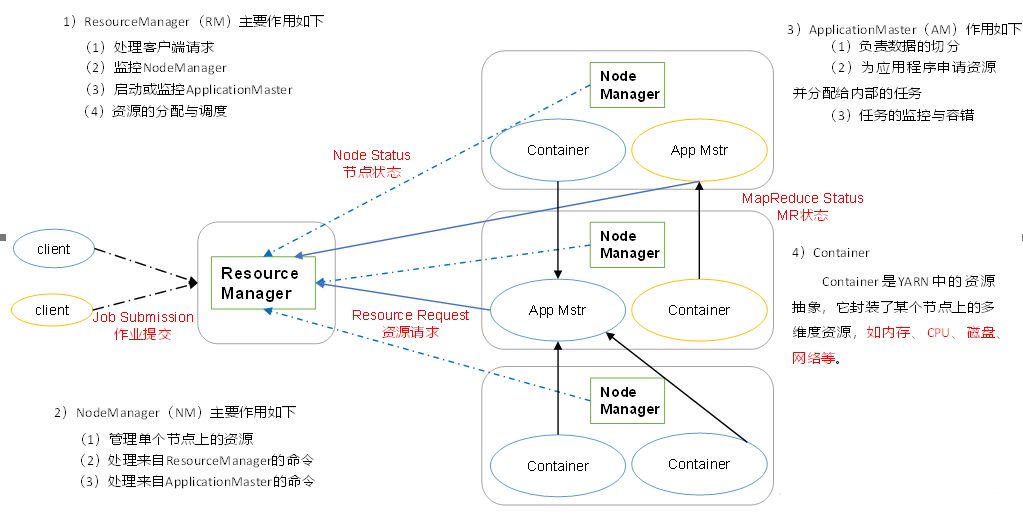 1）ResourceManager（RM）主要作用如下
（1）处理客户端请求
（2）监控NodeManager
（3）启动或监控ApplicationMaster
（4）资源的分配与调度
3）ApplicationMaster（AM）作用如下
（1）负责数据的切分
（2）为应用程序申请资源
并分配给内部的任务
（3）任务的监控与容错
Node
Manager
Container
App Mstr
Node Status
节点状态
MapReduce Status
MR状态
client
client
Job Submission
作业提交
Resource
Manager
Resource Request
资源请求
Node
Manager
App Mstr
Container
4）Container
Container是YARN中的资源
抽象，它封装了某个节点上的多
维度资源，如内存、CPU、磁盘、
网络等。
Node
Manager
Container
Container
2）NodeManager（NM）主要作用如下
（1）管理单个节点上的资源
（2）处理来自ResourceManager的命令
（3）处理来自ApplicationMaster的命令